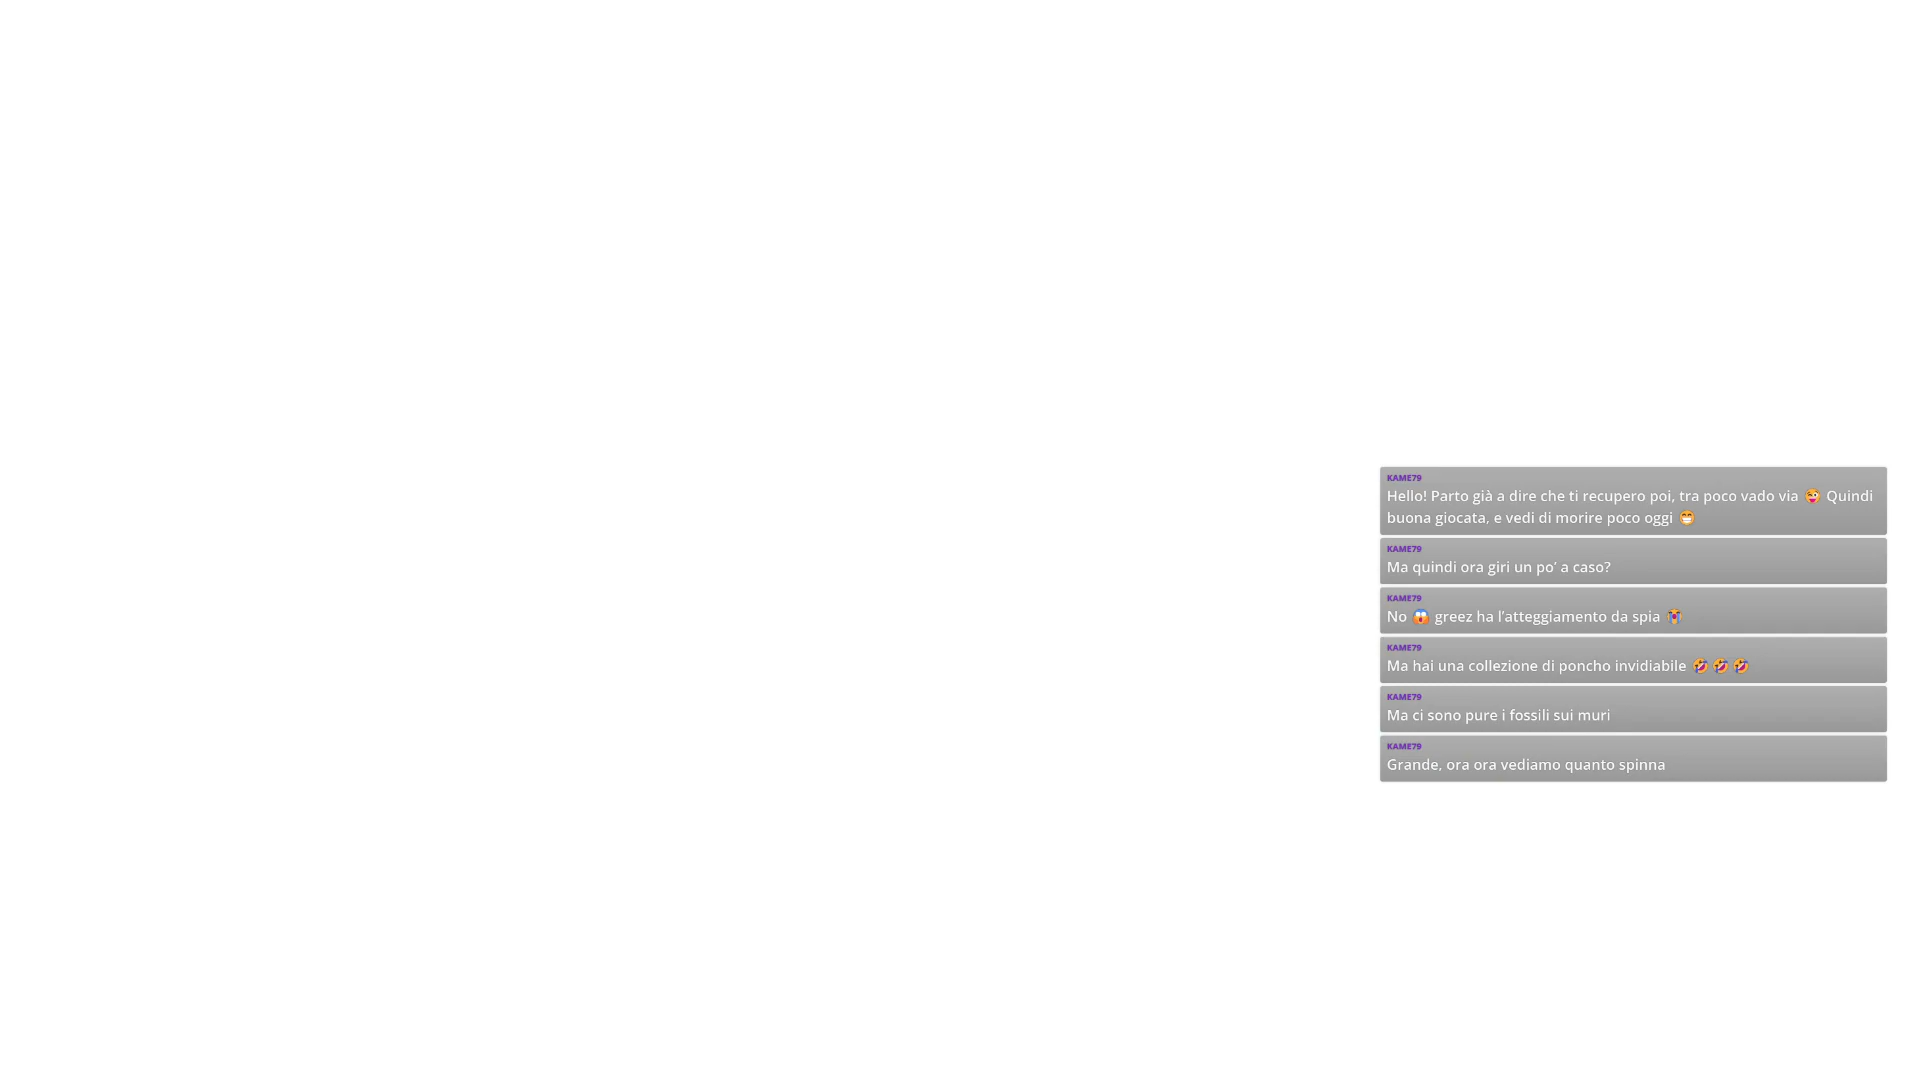 KAME79
Hello! Parto già a dire che ti recupero poi, tra poco vado via 🤪 Quindi
buona giocata, e vedi di morire poco oggi 😁
KAME79
Ma quindi ora giri un po' a caso?
KAME79
No 😱 greez ha l'atteggiamento da spia 😭
KAME79
Ma hai una collezione di poncho invidiabile 🤣🤣🤣
KAME79
Ma ci sono pure i fossili sui muri
KAME79
Grande, ora ora vediamo quanto spinna